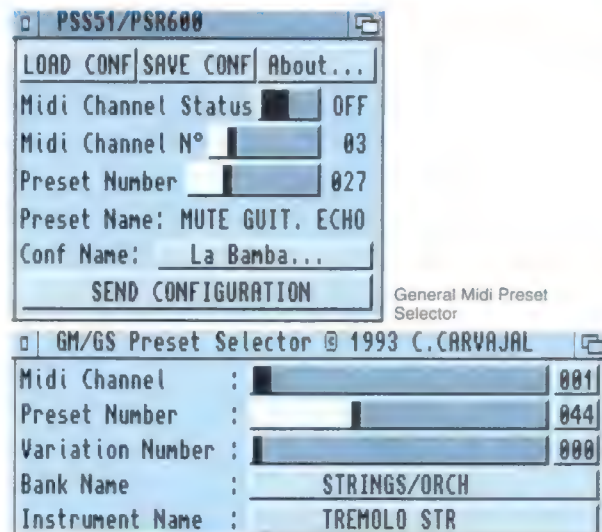 PSS51/PSR600
LOAD CONF SAVE CONF About...
Midi Channel Status OFF
Midi Channel N° 03
Preset Number 027
Preset Name: MUTE GUIT. ECHO
Conf Name: La Bamba...
SEND CONFIGURATION
General Midi Preset
Selector
GM/GS Preset Selector © 1993 C.CARVAJAL
Midi Channel : 001
Preset Number : 044
Variation Number : 000
Bank Name : STRINGS/ORCH
Instrument Name : TREMOLO STR